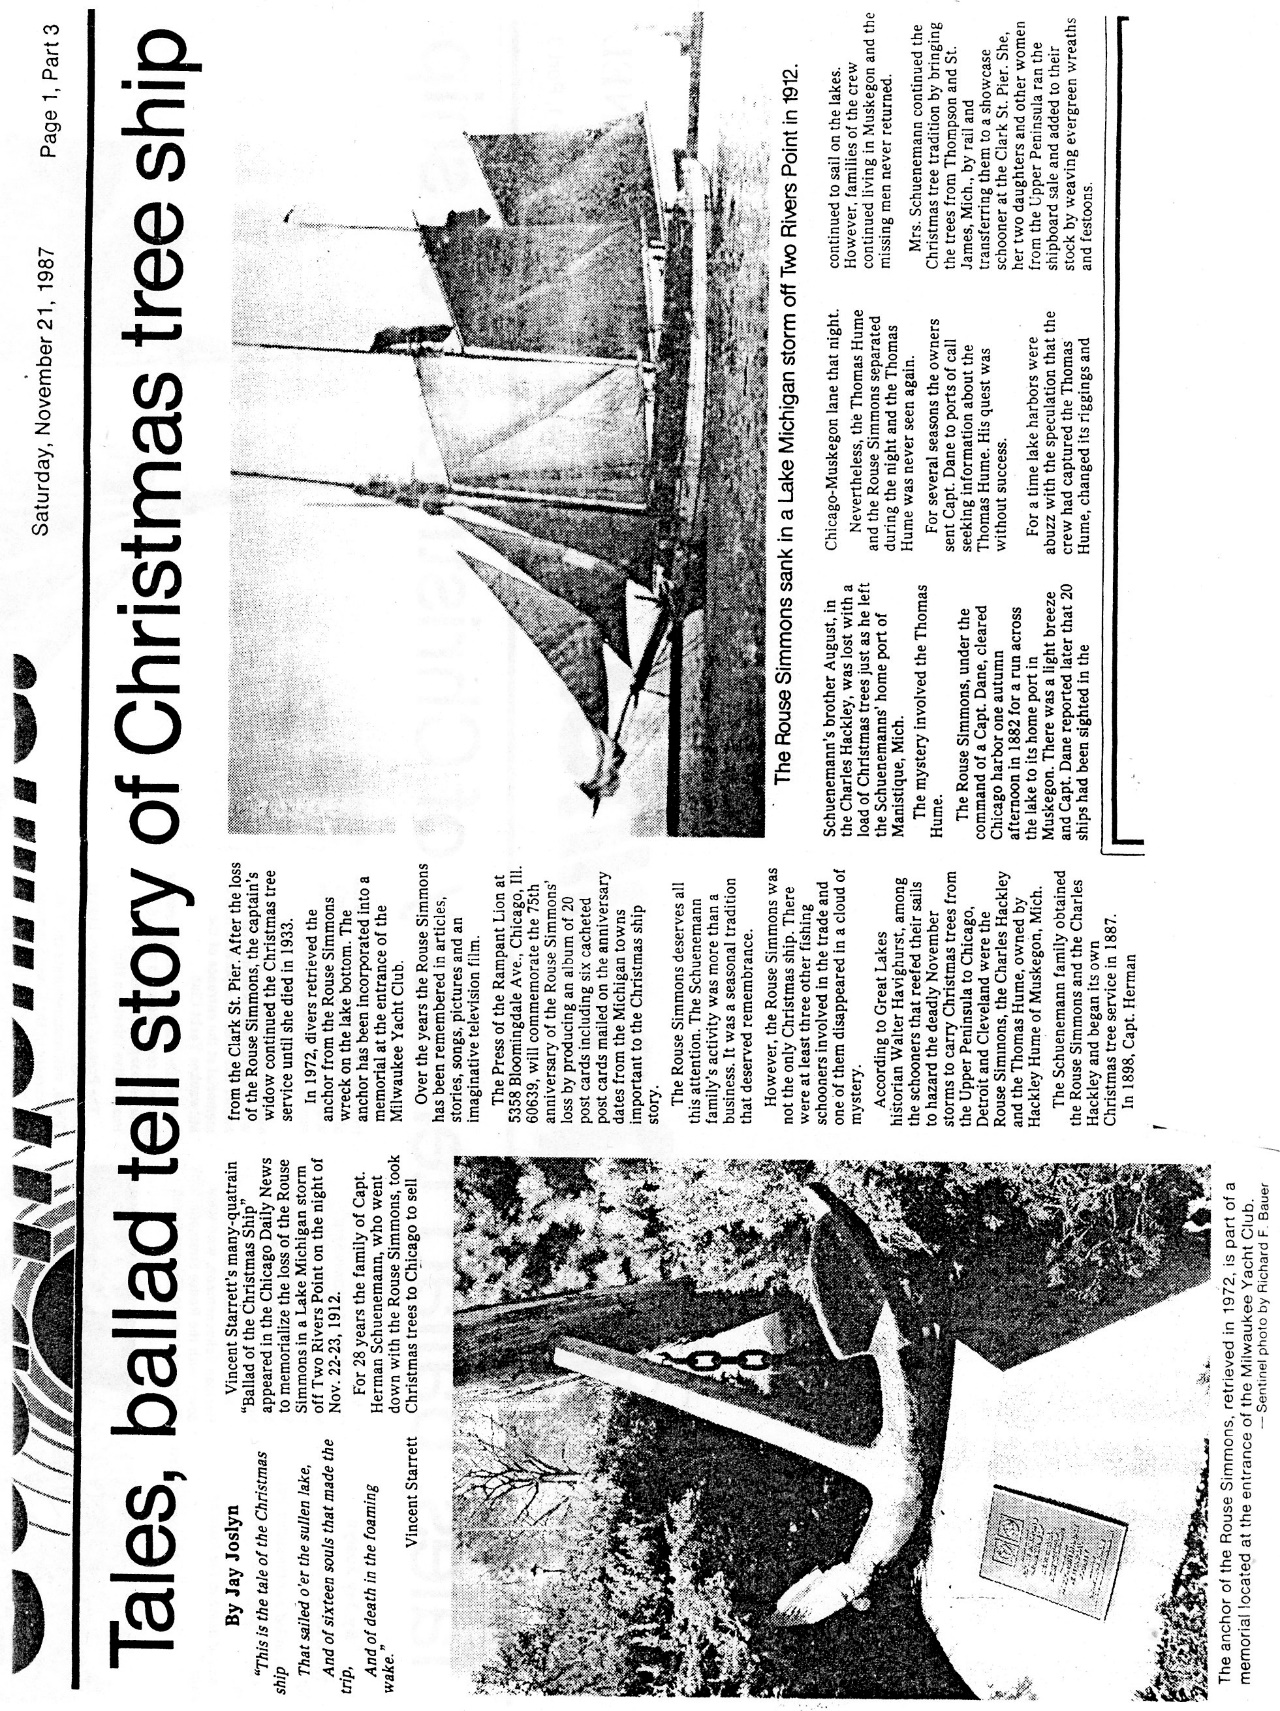 Saturday, November 21, 1987
Page 1, Part 3
Tales, ballad tell story of Christmas tree ship
By Jay Joslyn
"This is the tale of the Christmas
ship
That sailed o'er the sullen lake,
And of sixteen souls that made the
trip,
And of death in the foaming
wake."
Vincent Starrett
Vincent Starrett's many-quatrain
"Ballad of the Christmas Ship"
appeared in the Chicago Daily News
to memorialize the loss of the Rouse
Simmons in a Lake Michigan storm
off Two Rivers Point on the night of
Nov. 22-23, 1912.
For 28 years the family of Capt.
Herman Schuenemann, who went
down with the Rouse Simmons, took
Christmas trees to Chicago to sell
from the Clark St. Pier. After the loss
of the Rouse Simmons, the captain's
widow continued the Christmas tree
service until she died in 1933.
In 1972, divers retrieved the
anchor from the Rouse Simmons
wreck on the lake bottom. The
anchor has been incorporated into a
memorial at the entrance of the
Milwaukee Yacht Club.
Over the years the Rouse Simmons
has been remembered in articles,
stories, songs, pictures and an
imaginative television film.
The Press of the Rampant Lion at
5358 Bloomingdale Ave., Chicago, Ill.
60639, will commemorate the 75th
anniversary of the Rouse Simmons'
loss by producing an album of 20
post cards including six cacheted
post cards mailed on the anniversary
dates from the Michigan towns
important to the Christmas ship
story.
The Rouse Simmons deserves all
this attention. The Schuenemann
family's activity was more than a
business. It was a seasonal tradition
that deserved remembrance.
However, the Rouse Simmons was
not the only Christmas ship. There
were at least three other fishing
schooners involved in the trade and
one of them disappeared in a cloud of
mystery.
According to Great Lakes
historian Walter Havighurst, among
the schooners that reefed their sails
to hazard the deadly November
storms to carry Christmas trees from
the Upper Peninsula to Chicago,
Detroit and Cleveland were the
Rouse Simmons, the Charles Hackley
and the Thomas Hume, owned by
Hackley Hume of Muskegon, Mich.
The Schuenemann family obtained
the Rouse Simmons and the Charles
Hackley and began its own
Christmas tree service in 1887.
In 1898, Capt. Herman
Schuenemann's brother August, in
the Charles Hackley, was lost with a
load of Christmas trees just as he left
the Schuenemanns' home port of
Manistique, Mich.
The mystery involved the Thomas
Hume.
The Rouse Simmons, under the
command of a Capt. Dane, cleared
Chicago harbor one autumn
afternoon in 1882 for a run across
the lake to its home port in
Muskegon. There was a light breeze
and Capt. Dane reported later that 20
ships had been sighted in the
Chicago-Muskegon lane that night.
Nevertheless, the Thomas Hume
and the Rouse Simmons separated
during the night and the Thomas
Hume was never seen again.
For several seasons the owners
sent Capt. Dane to ports of call
seeking information about the
Thomas Hume. His quest was
without success.
For a time lake harbors were
abuzz with the speculation that the
crew had captured the Thomas
Hume, changed its riggings and
continued to sail on the lakes.
However, families of the crew
continued living in Muskegon and the
missing men never returned.
Mrs. Schuenemann continued the
Christmas tree tradition by bringing
the trees from Thompson and St.
James, Mich., by rail and
transferring them to a showcase
schooner at the Clark St. Pier. She,
her two daughters and other women
from the Upper Peninsula ran the
shipboard sale and added to their
stock by weaving evergreen wreaths
and festoons.
The Rouse Simmons sank in a Lake Michigan storm off Two Rivers Point in 1912.
The anchor of the Rouse Simmons, retrieved in 1972, is part of a
memorial located at the entrance of the Milwaukee Yacht Club.
— Sentinel photo by Richard F. Bauer